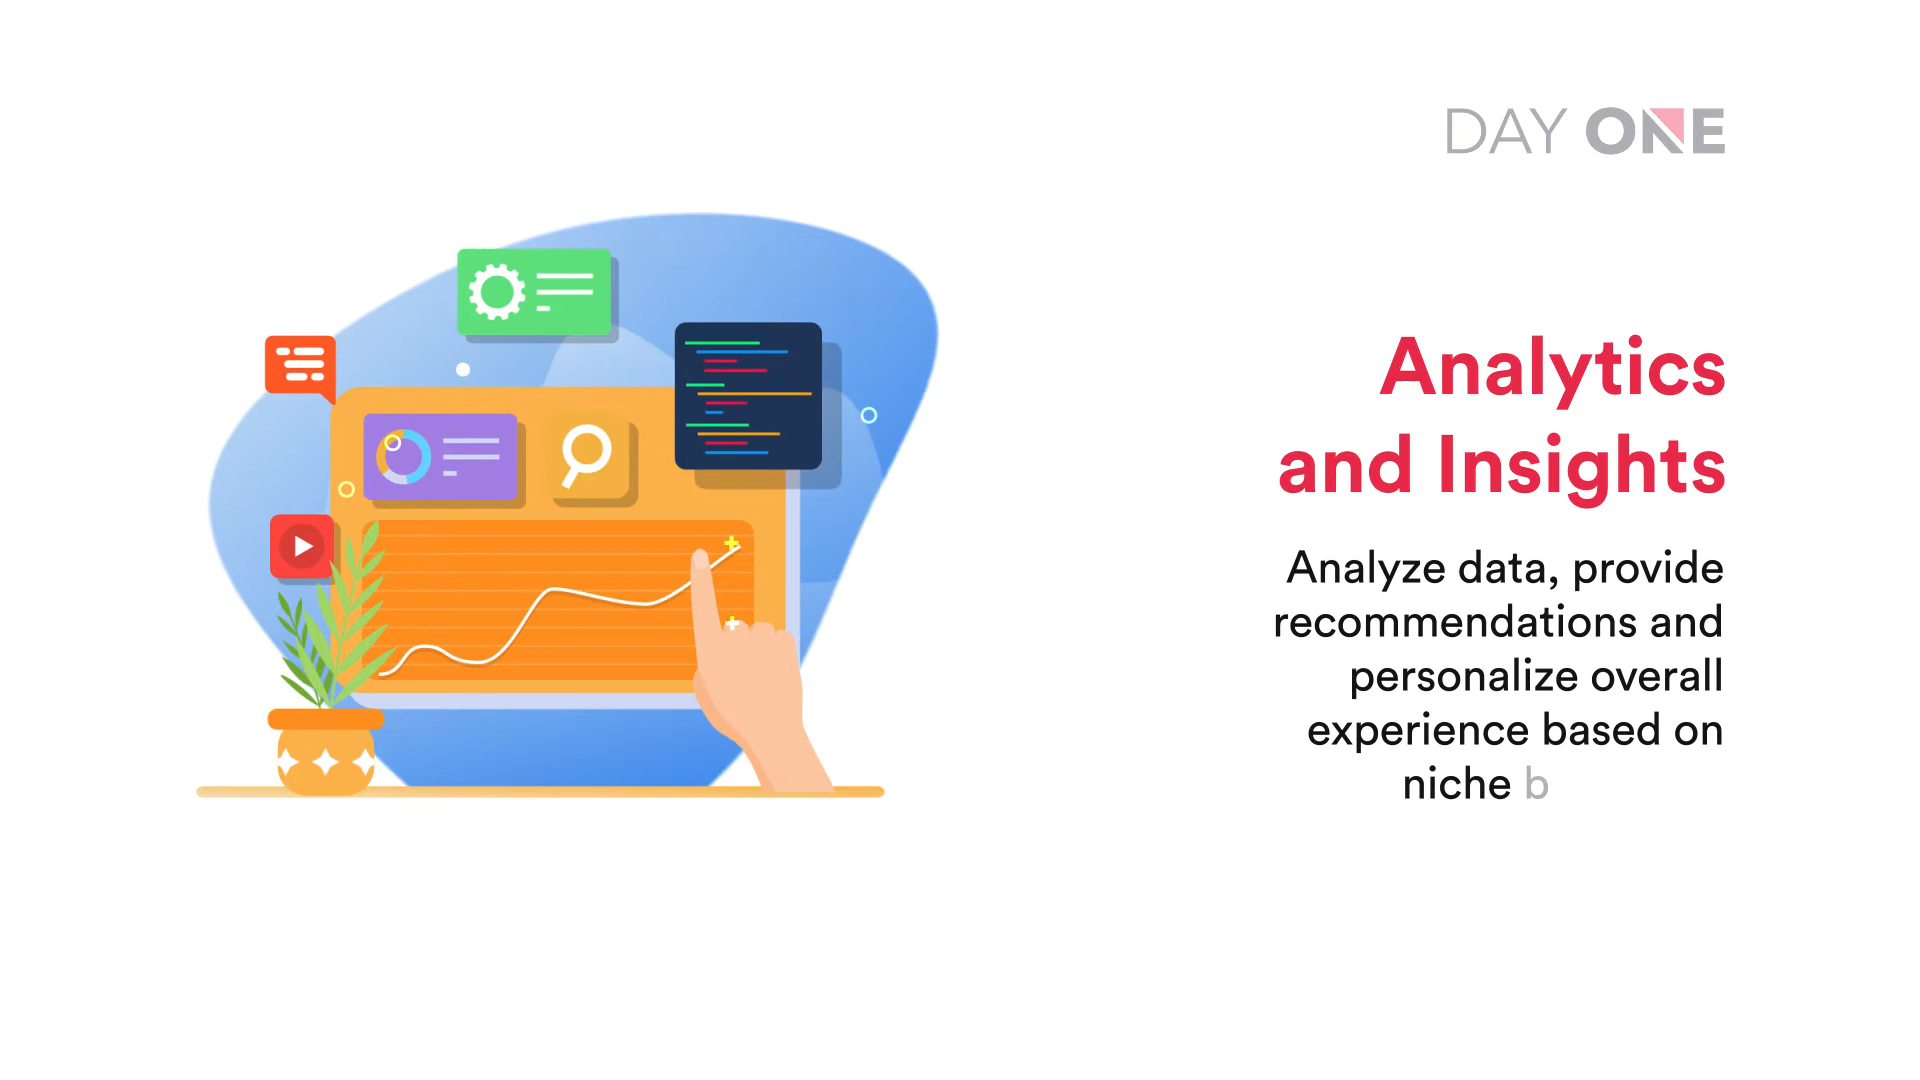 DAY ONE
Analytics
and Insights
Analyze data, provide
recommendations and
personalize overall
experience based on
niche b